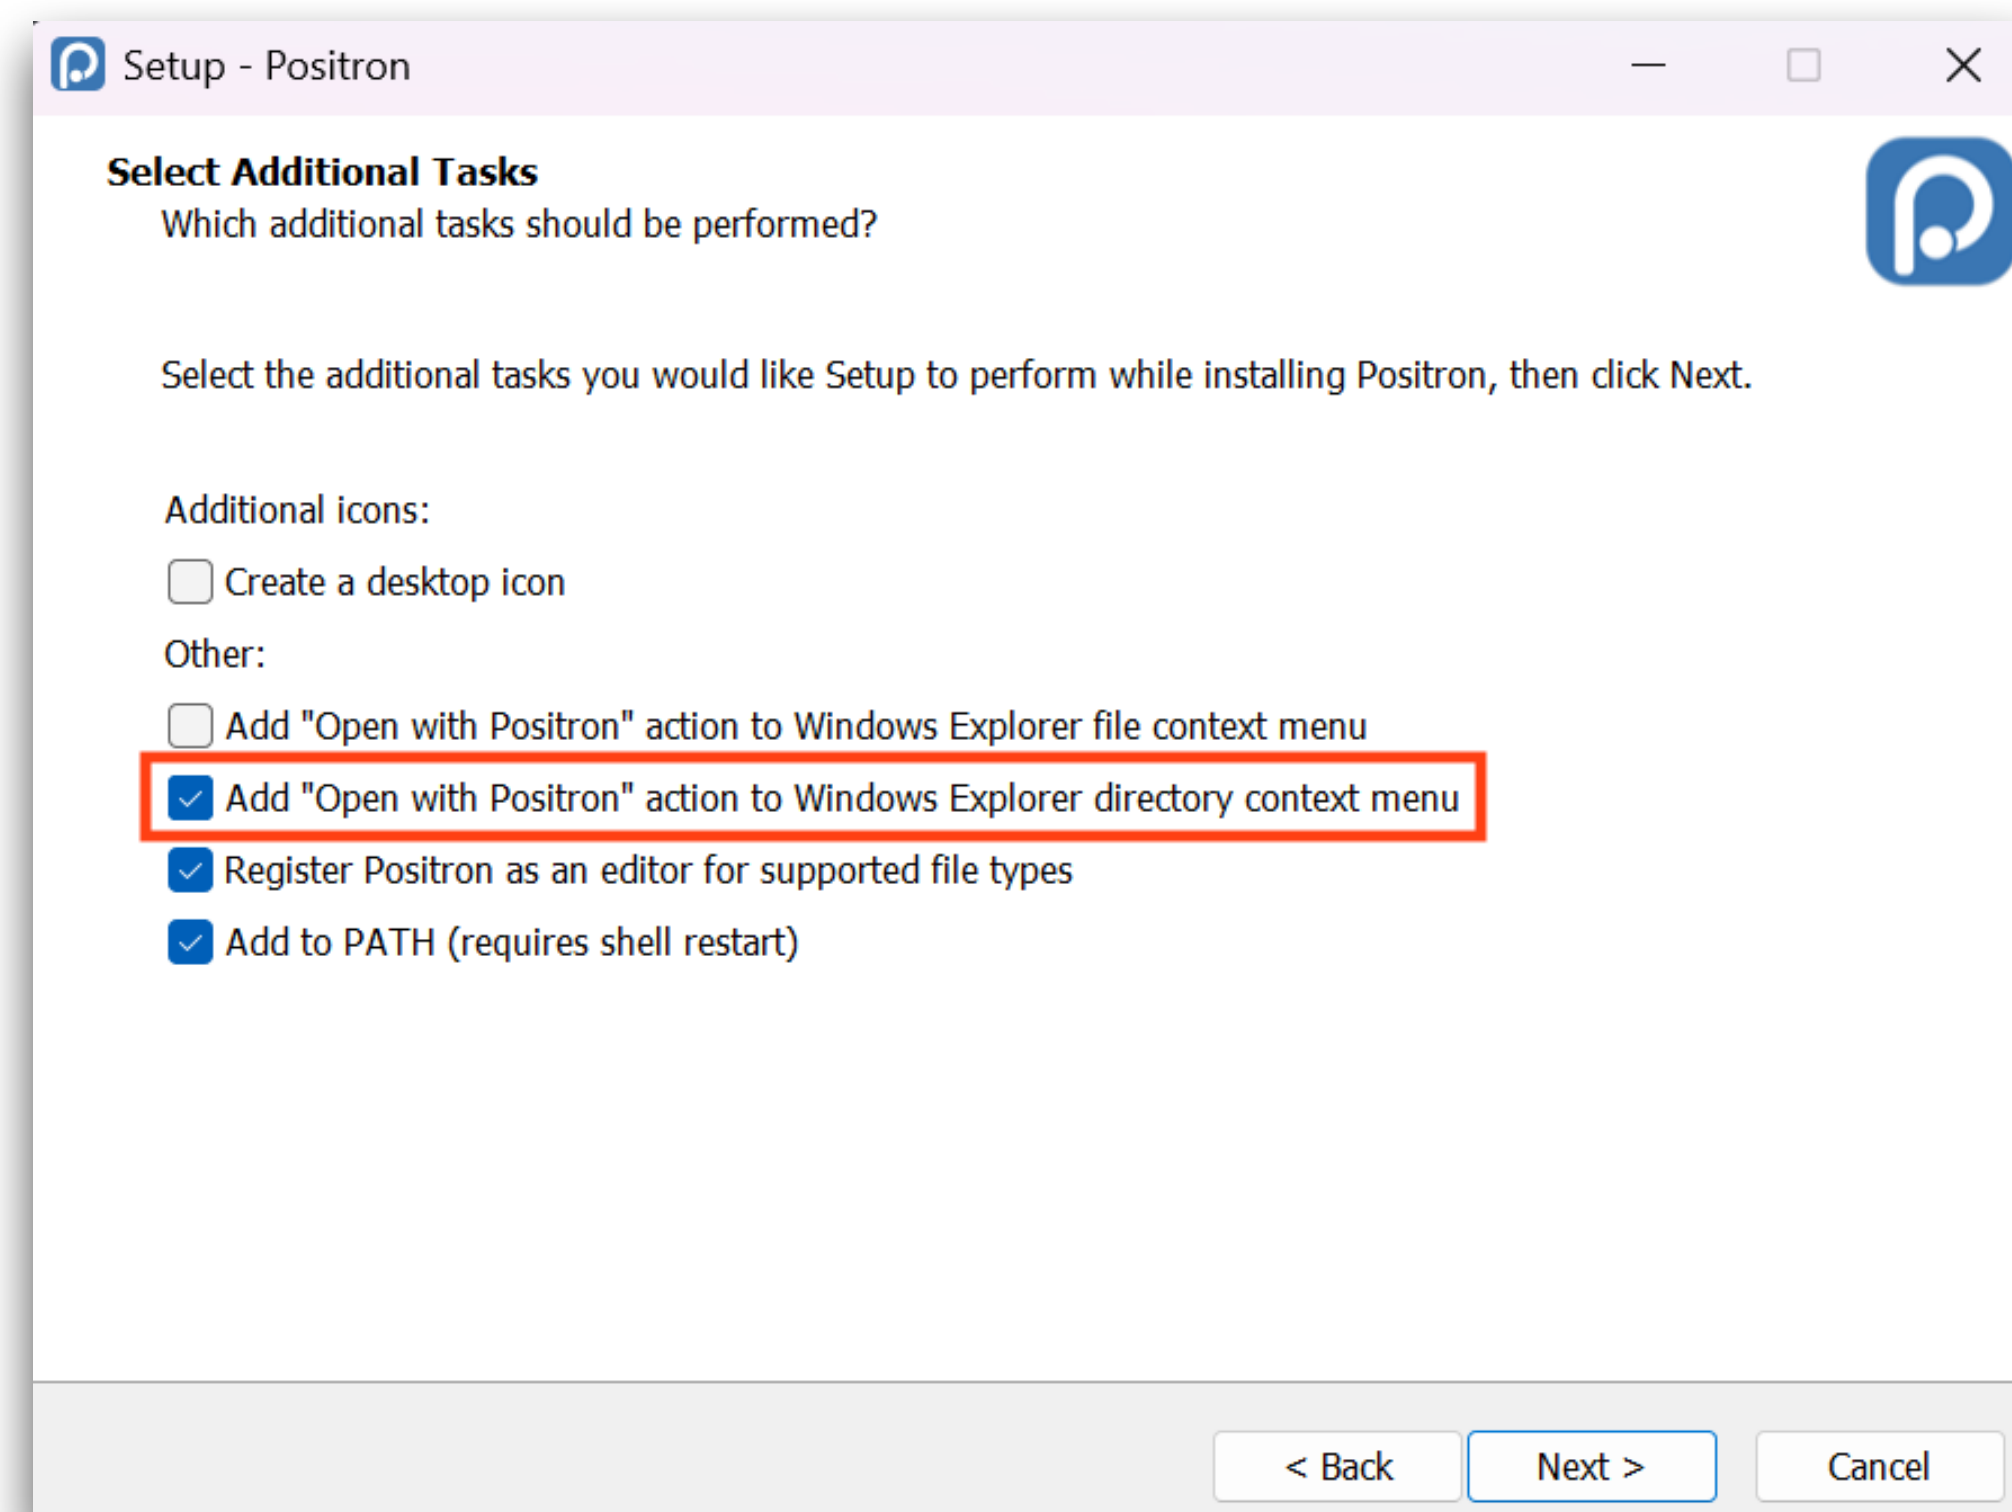 Setup - Positron
Select Additional Tasks
Which additional tasks should be performed?
Select the additional tasks you would like Setup to perform while installing Positron, then click Next.
Additional icons:
Create a desktop icon
Other:
Add "Open with Positron" action to Windows Explorer file context menu
Add "Open with Positron" action to Windows Explorer directory context menu
Register Positron as an editor for supported file types
Add to PATH (requires shell restart)
< Back
Next >
Cancel